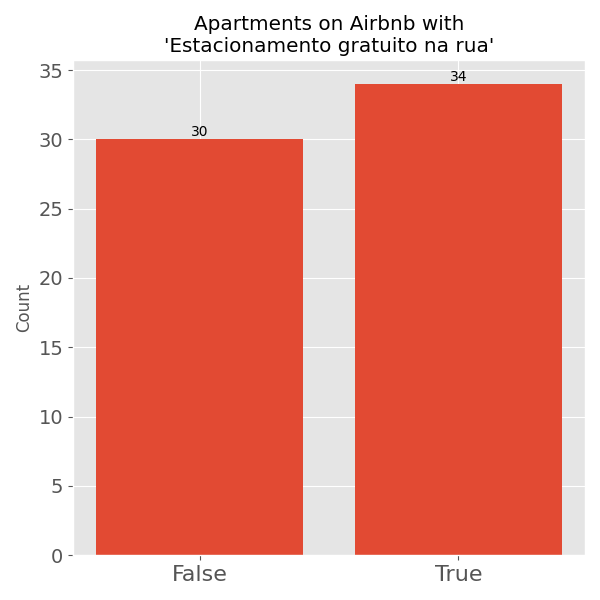 Apartments on Airbnb with
'Estacionamento gratuito na rua'
35
34
30
30
25
20
15
10
5
0
Count
False
True